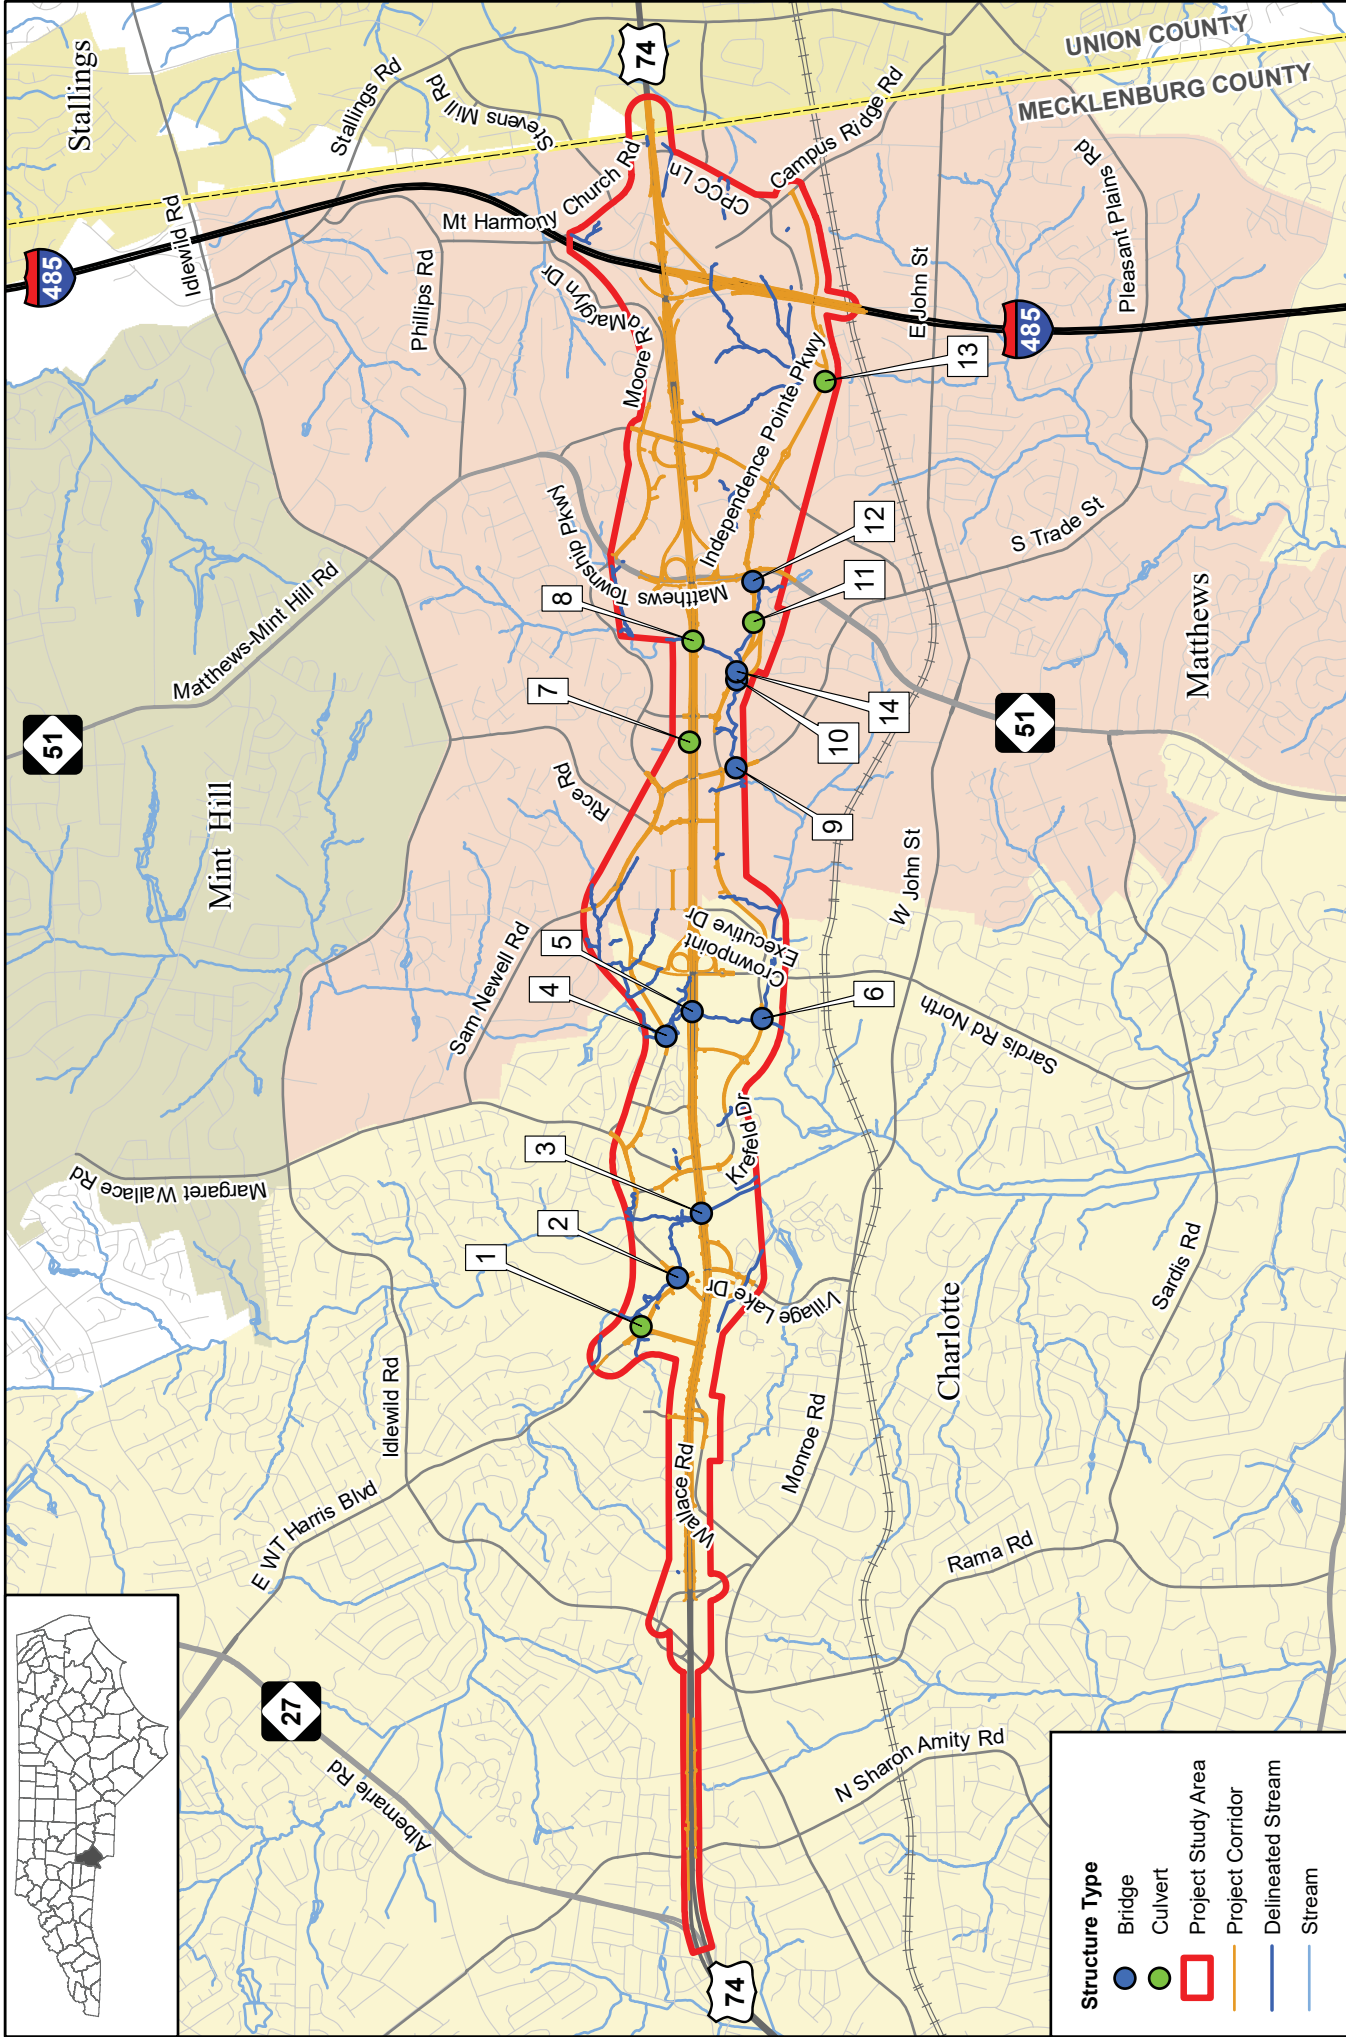 Stallings
Stallings Rd
Stevens Mill Rd
74
UNION COUNTY
MECKLENBURG COUNTY
Idlewild Rd
485
Mt Harmony Church Rd
CPCC Ln
Campus Ridge Rd
Pleasant Plains Rd
Phillips Rd
Marglyn Dr
Moore Rd
Independence Pointe Pkwy
E John St
485
13
Matthews-Mint Hill Rd
Matthews Township Pkwy
12
11
S Trade St
8
7
14
10
9
51
51
Matthews
Mint Hill
Rice Rd
W John St
Sam Newell Rd
5
4
Crownpoint
Executive Dr
6
Sardis Rd North
Margaret Wallace Rd
3
2
1
Krefeld Dr
Village Lake Dr
Sardis Rd
Charlotte
Idlewild Rd
E WT Harris Blvd
Wallace Rd
Monroe Rd
Rama Rd
27
Albemarle Rd
N Sharon Amity Rd
74
Structure Type
Bridge
Culvert
Project Study Area
Project Corridor
Delineated Stream
Stream